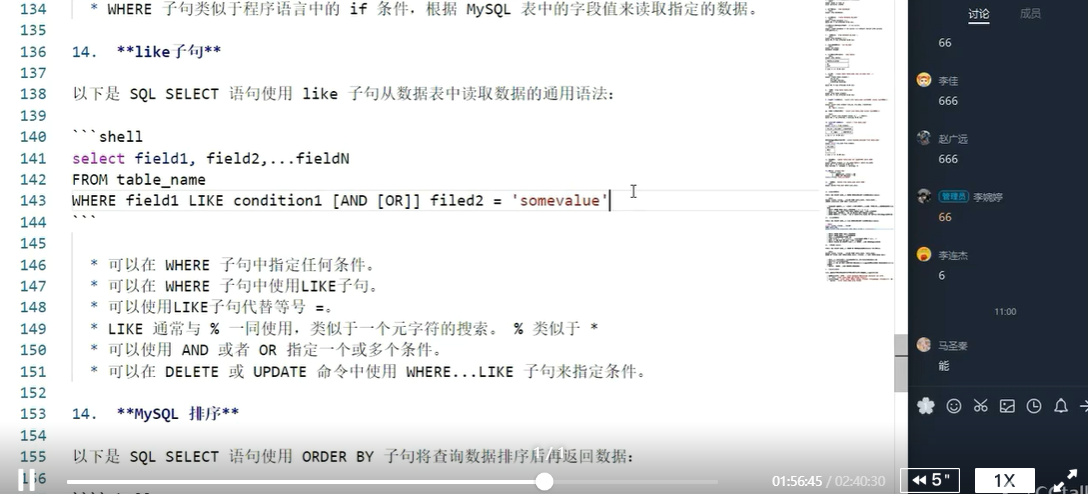 134 * WHERE 子句类似于程序语言中的 if 条件，根据 MySQL 表中的字段值来读取指定的数据。
135
136 14. **like子句**
137
138 以下是 SQL SELECT 语句使用 like 子句从数据表中读取数据的通用语法：
139
140 ```shell
141 select field1, field2,...fieldN
142 FROM table_name
143 WHERE field1 LIKE condition1 [AND [OR]] filed2 = 'somevalue'
144 ```
145
146 * 可以在 WHERE 子句中指定任何条件。
147 * 可以在 WHERE 子句中使用LIKE子句。
148 * 可以使用LIKE子句代替等号 =。
149 * LIKE 通常与 % 一同使用，类似于一个元字符的搜索。 % 类似于 *
150 * 可以使用 AND 或者 OR 指定一个或多个条件。
151 * 可以在 DELETE 或 UPDATE 命令中使用 WHERE...LIKE 子句来指定条件。
152
153 14. **MySQL 排序**
154
155 以下是 SQL SELECT 语句使用 ORDER BY 子句将查询数据排序后再返回数据：
156
1/1
01:56:45 / 02:40:30
5"
1X
讨论 成员
66
李佳
666
赵广远
666
管理员 李婉婷
66
李连杰
6
11:00
马圣秦
能